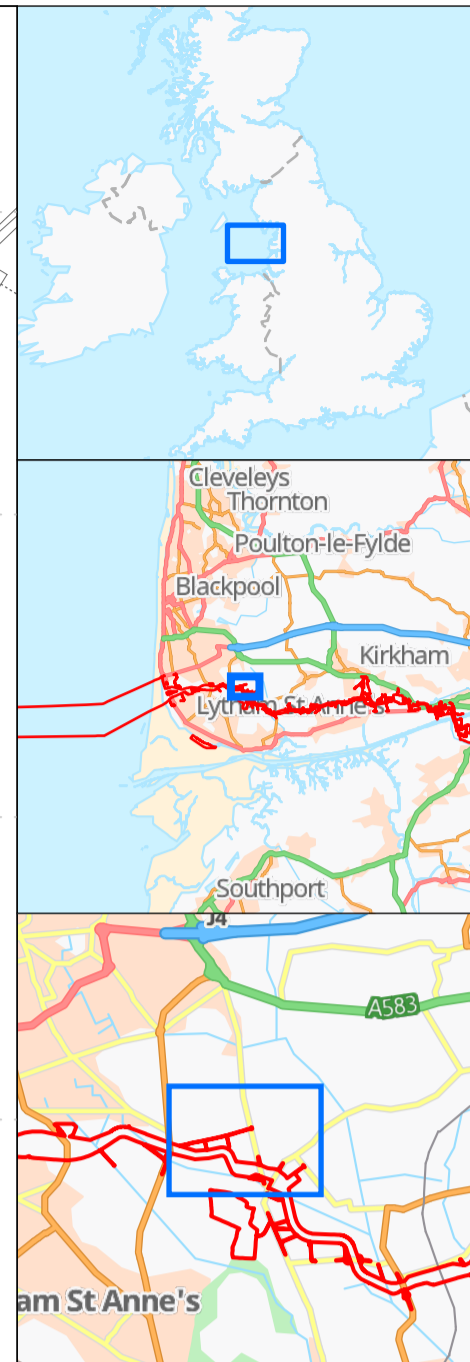 Cleveleys
Thornton
Poulton-le-Fylde
Blackpool
Kirkham
Lytham St Anne's
Southport
J4
A583
am St Anne's